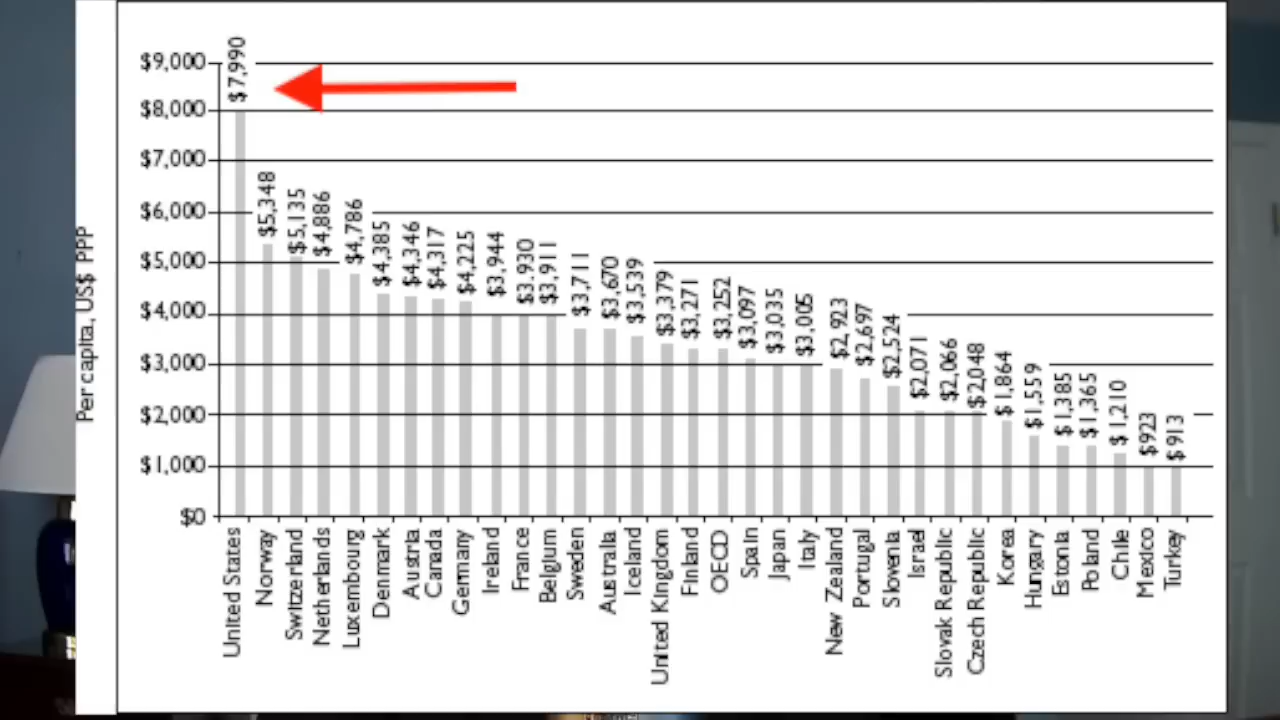 $9,000
$8,000
$7,000
$6,000
$5,000
$4,000
$3,000
$2,000
$1,000
$0
Per capita, US$ PPP
$7,990
$5,348
$5,135
$4,886
$4,786
$4,385
$4,346
$4,317
$4,225
$3,944
$3.930
$3,911
$3,711
$3,670
$3,539
$3,379
$3,271
$3,252
$3,097
$3,035
$3,005
$2,923
$2,697
$2,524
$2,071
$2,066
$2,048
$1,864
$1,559
$1,385
$1,365
$1,210
$923
$913
United States
Norway
Switzerland
Netherlands
Luxembourg
Denmark
Austria
Canada
Germany
Ireland
France
Belgium
Sweden
Australia
Iceland
United Kingdom
Finland
OECD
Spain
Japan
Italy
New Zealand
Portugal
Slovenia
Israel
Slovak Republic
Czech Republic
Korea
Hungary
Estonia
Poland
Chile
Mexico
Turkey